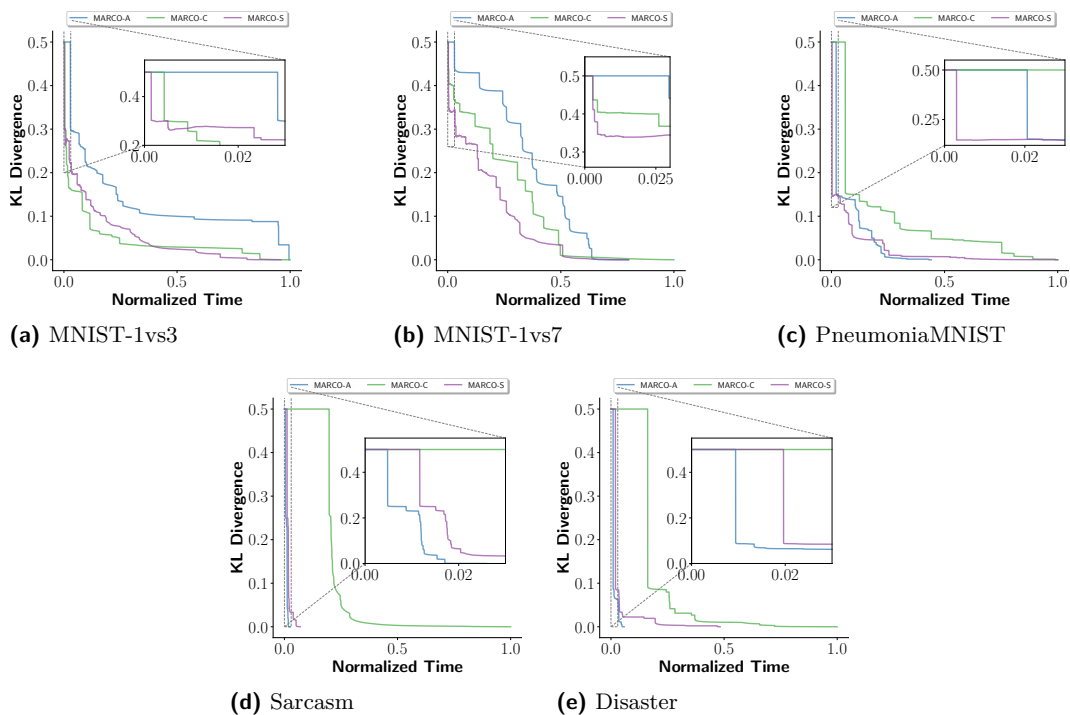 MARCO-A MARCO-C MARCO-S
0.5
0.4
0.3
0.2
0.1
0.0
KL Divergence
0.4
0.2
0.00 0.02
0.0 0.5 1.0
Normalized Time
(a) MNIST-1vs3
MARCO-A MARCO-C MARCO-S
0.5
0.4
0.3
0.2
0.1
0.0
KL Divergence
0.5
0.4
0.3
0.000 0.025
0.0 0.5 1.0
Normalized Time
(b) MNIST-1vs7
MARCO-A MARCO-C MARCO-S
0.5
0.4
0.3
0.2
0.1
0.0
KL Divergence
0.50
0.25
0.00 0.02
0.0 0.5 1.0
Normalized Time
(c) PneumoniaMNIST
MARCO-A MARCO-C MARCO-S
0.5
0.4
0.3
0.2
0.1
0.0
KL Divergence
0.4
0.2
0.0
0.00 0.02
0.0 0.5 1.0
Normalized Time
(d) Sarcasm
MARCO-A MARCO-C MARCO-S
0.5
0.4
0.3
0.2
0.1
0.0
KL Divergence
0.4
0.2
0.0
0.00 0.02
0.0 0.5 1.0
Normalized Time
(e) Disaster